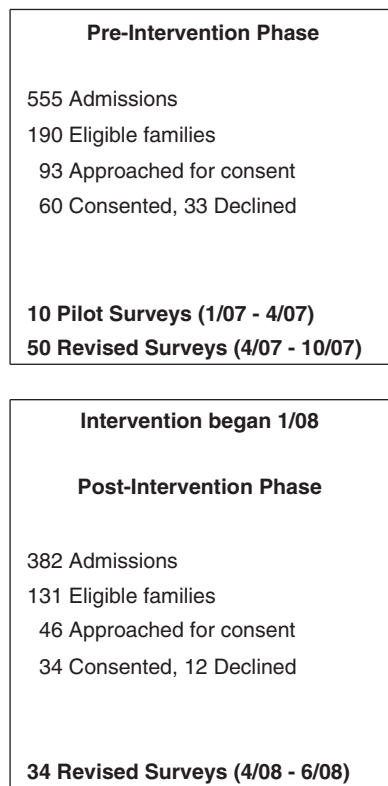 Pre-Intervention Phase
555 Admissions
190 Eligible families
93 Approached for consent
60 Consented, 33 Declined
10 Pilot Surveys (1/07 - 4/07)
50 Revised Surveys (4/07 - 10/07)
Intervention began 1/08
Post-Intervention Phase
382 Admissions
131 Eligible families
46 Approached for consent
34 Consented, 12 Declined
34 Revised Surveys (4/08 - 6/08)